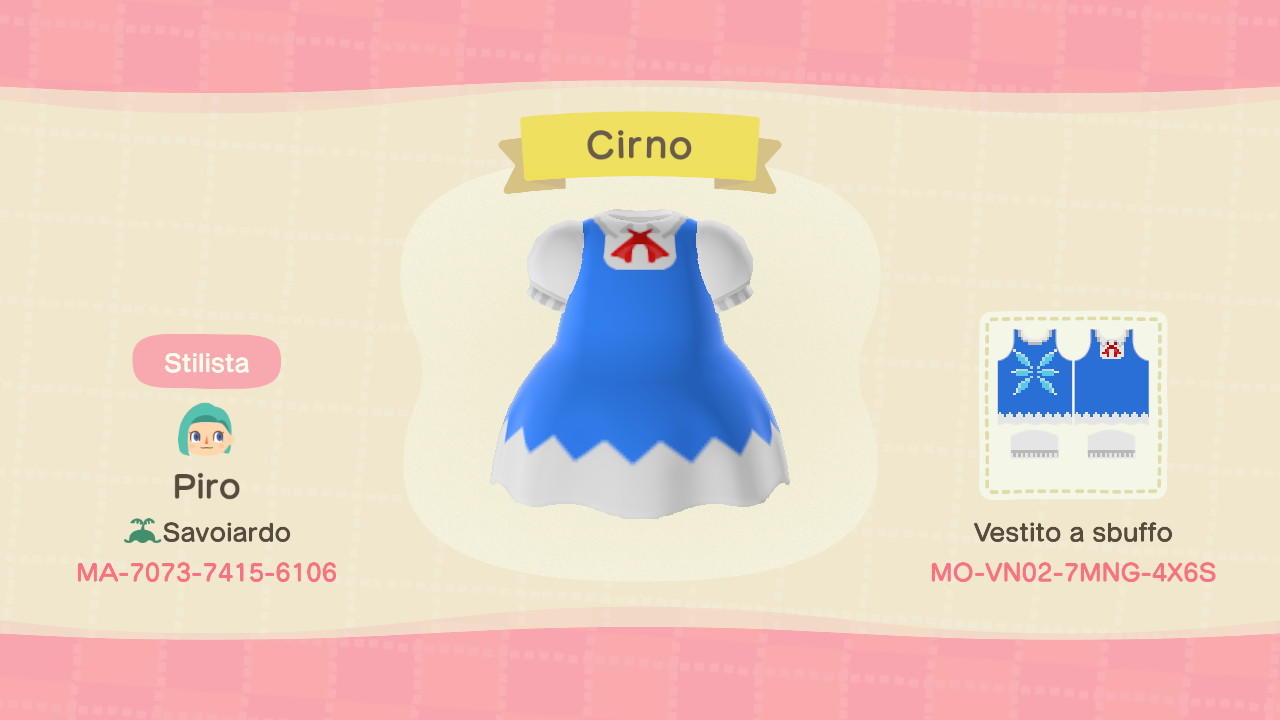 Cirno
Stilista
Piro
Savoiardo
MA-7073-7415-6106
Vestito a sbuffo
MO-VN02-7MNG-4X6S